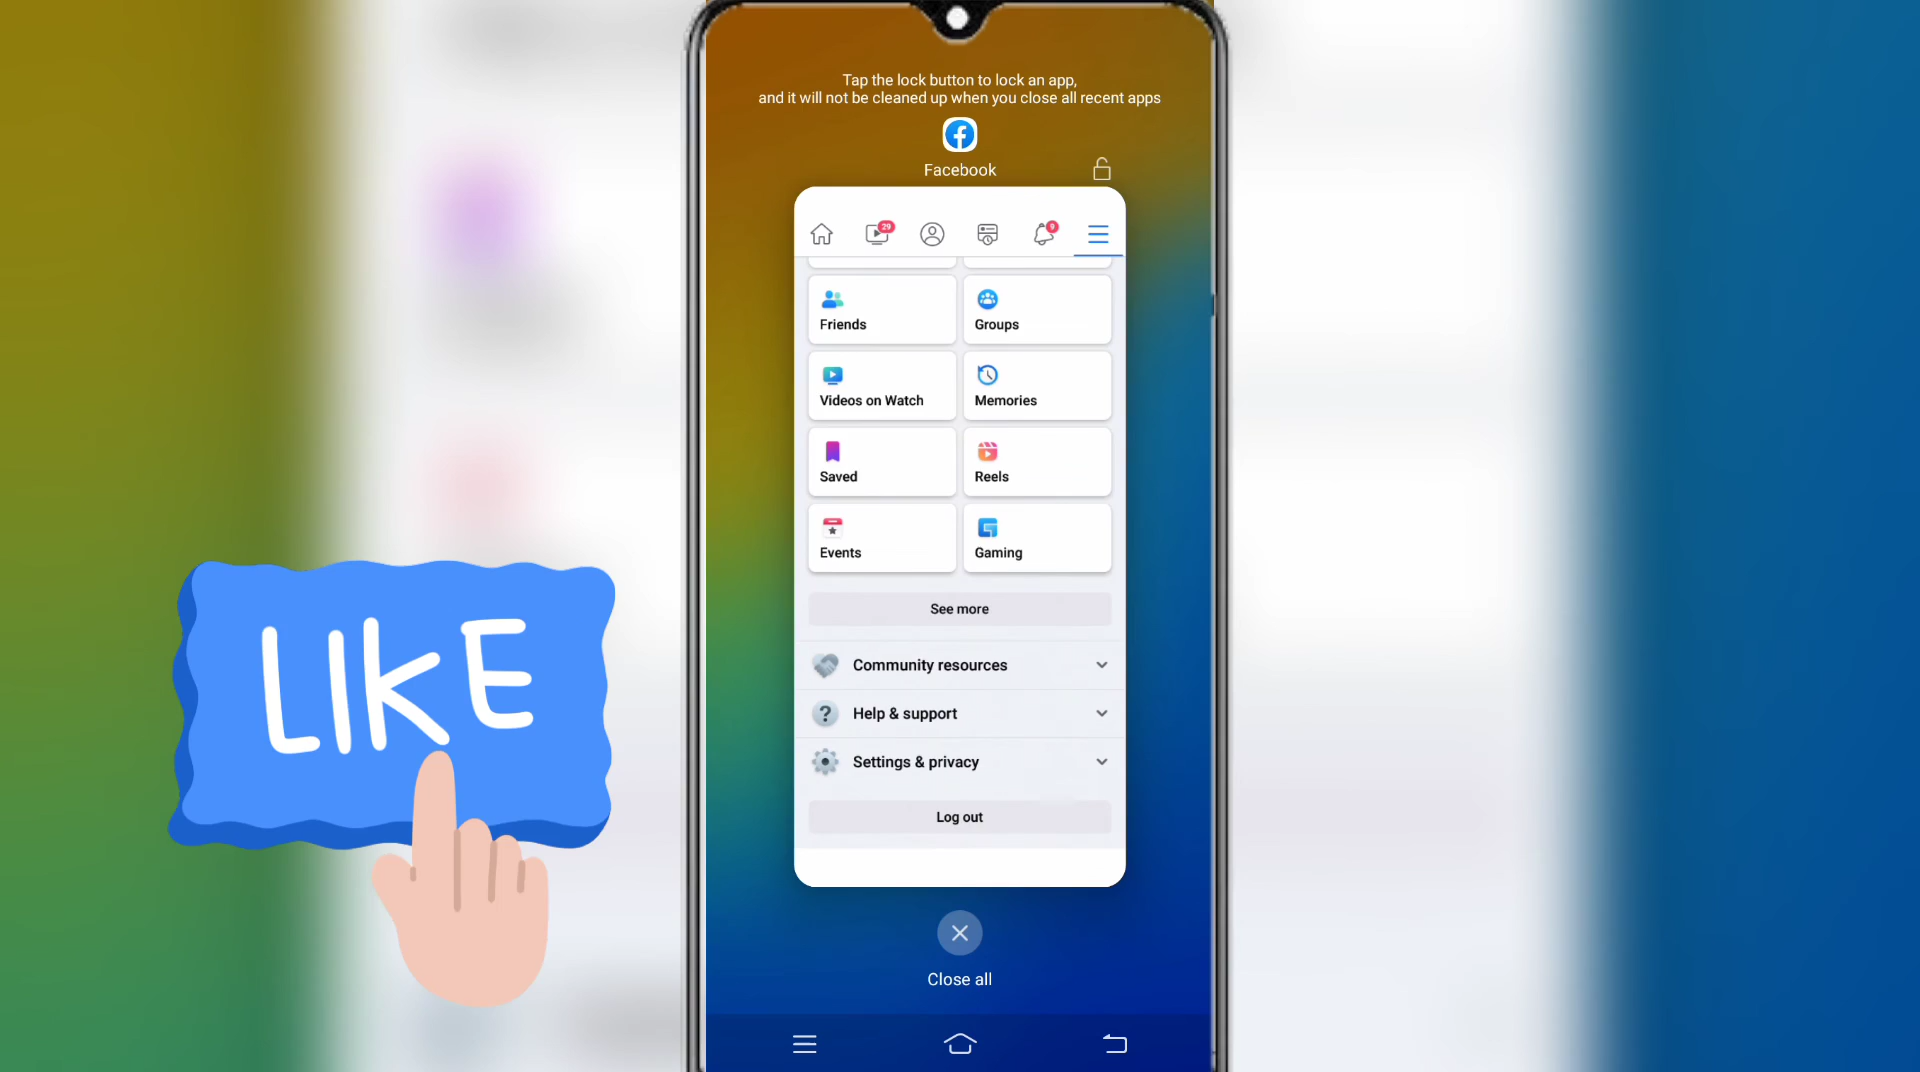 Tap the lock button to lock an app,
and it will not be cleaned up when you close all recent apps
Facebook
29
9
Friends
Groups
Videos on Watch
Memories
Saved
Reels
Events
Gaming
See more
Community resources
Help & support
Settings & privacy
Log out
Close all
LIKE